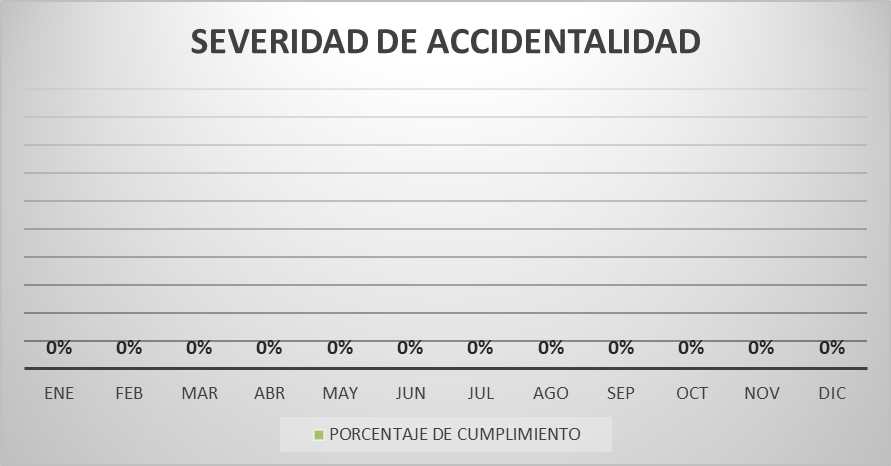 SEVERIDAD DE ACCIDENTALIDAD
0% 0% 0% 0% 0% 0% 0% 0% 0% 0% 0% 0%
ENE FEB MAR ABR MAY JUN JUL AGO SEP OCT NOV DIC
PORCENTAJE DE CUMPLIMIENTO